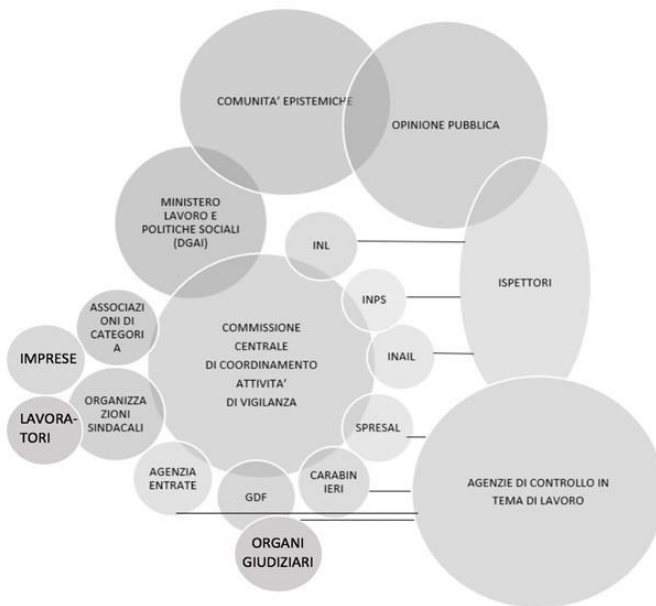 COMUNITA' EPISTEMICHE
OPINIONE PUBBLICA
MINISTERO
LAVORO E
POLITICHE SOCIALI
(DGAI)
INL
ISPETTORI
INPS
ASSOCIAZI
ONI DI
CATEGORI
A
COMMISSIONE
CENTRALE
DI COORDINAMENTO
ATTIVITA'
DI VIGILANZA
IMPRESE
INAIL
ORGANIZZA
ZIONI
SINDACALI
LAVORA-
TORI
SPRESAL
AGENZIA
ENTRATE
GDF
CARABIN
IERI
AGENZIE DI CONTROLLO IN
TEMA DI LAVORO
ORGANI
GIUDIZIARI